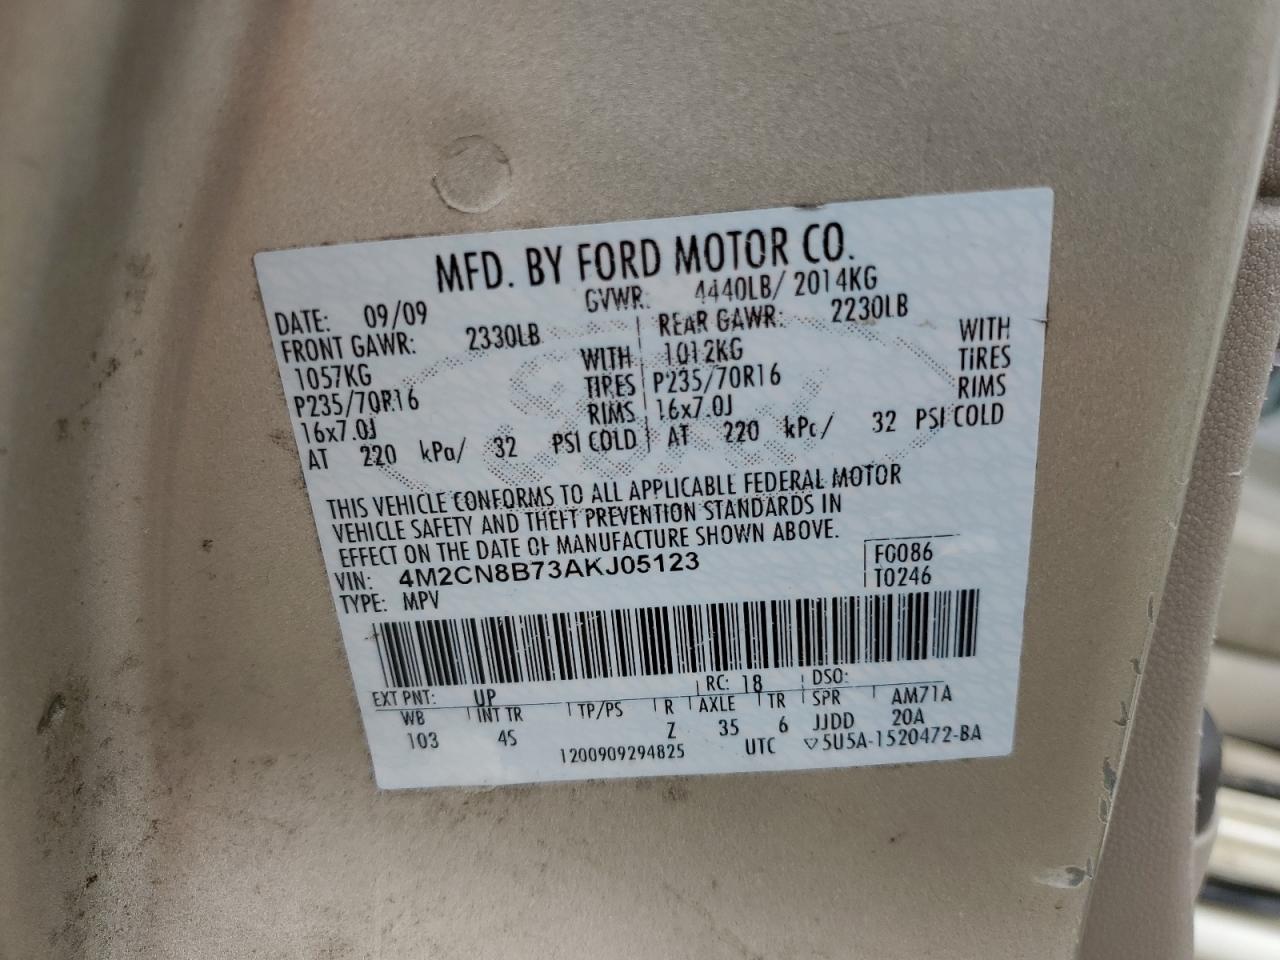 MFD. BY FORD MOTOR CO.
DATE: 09/09 GVWR: 4440LB/ 2014KG
FRONT GAWR: 2330LB REAR GAWR: 2230LB
1057KG WITH 1012KG WITH
P235/70R16 TIRES P235/70R16 TIRES
16x7.0J RIMS 16x7.0J RIMS
AT 220 kPa/ 32 PSI COLD AT 220 kPa/ 32 PSI COLD
THIS VEHICLE CONFORMS TO ALL APPLICABLE FEDERAL MOTOR
VEHICLE SAFETY AND THEFT PREVENTION STANDARDS IN
EFFECT ON THE DATE OF MANUFACTURE SHOWN ABOVE.
VIN: 4M2CN8B73AKJ05123 F0086
TYPE: MPV T0246
EXT PNT: UP RC: 18 DSO:
WB INT TR TP/PS R AXLE TR SPR AM71A
103 45 Z 35 6 JJDD 20A
1200909294825 UTC ▽5U5A-1520472-BA